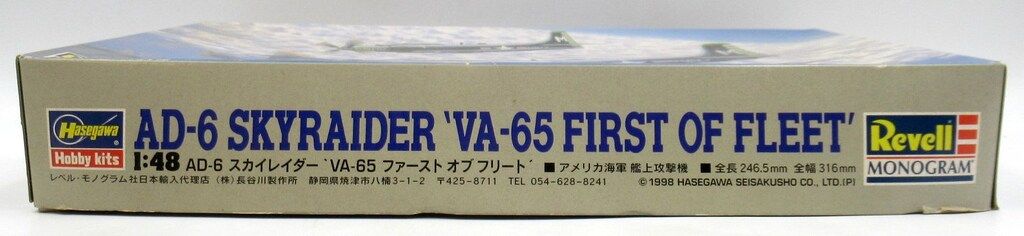 Hasegawa
Hobby kits
AD-6 SKYRAIDER 'VA-65 FIRST OF FLEET'
1:48 AD-6 スカイレイダー 'VA-65 ファースト オブ フリート' ■ アメリカ海軍 艦上攻撃機 ■ 全長 246.5mm 全幅 316mm
レベル・モノグラム社日本輸入代理店 (株)長谷川製作所 静岡県焼津市八楠3-1-2 〒425-8711 TEL 054-628-8241 ©1998 HASEGAWA SEISAKUSHO CO., LTD.(P)
Revell
MONOGRAM